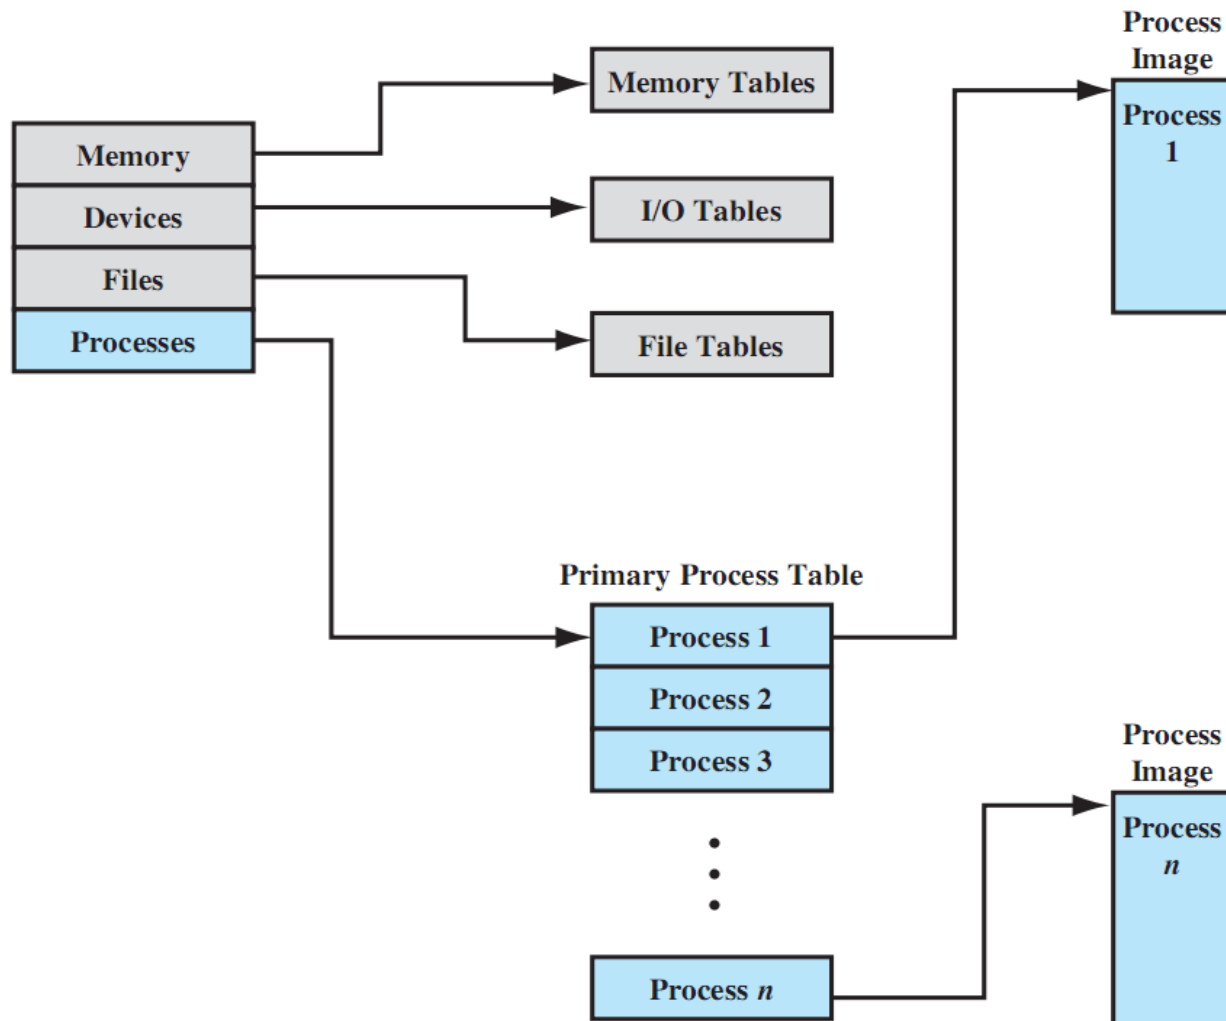 Memory
Devices
Files
Processes
Memory Tables
I/O Tables
File Tables
Primary Process Table
Process 1
Process 2
Process 3
Process n
Process
Image
Process
1
Process
Image
Process
n